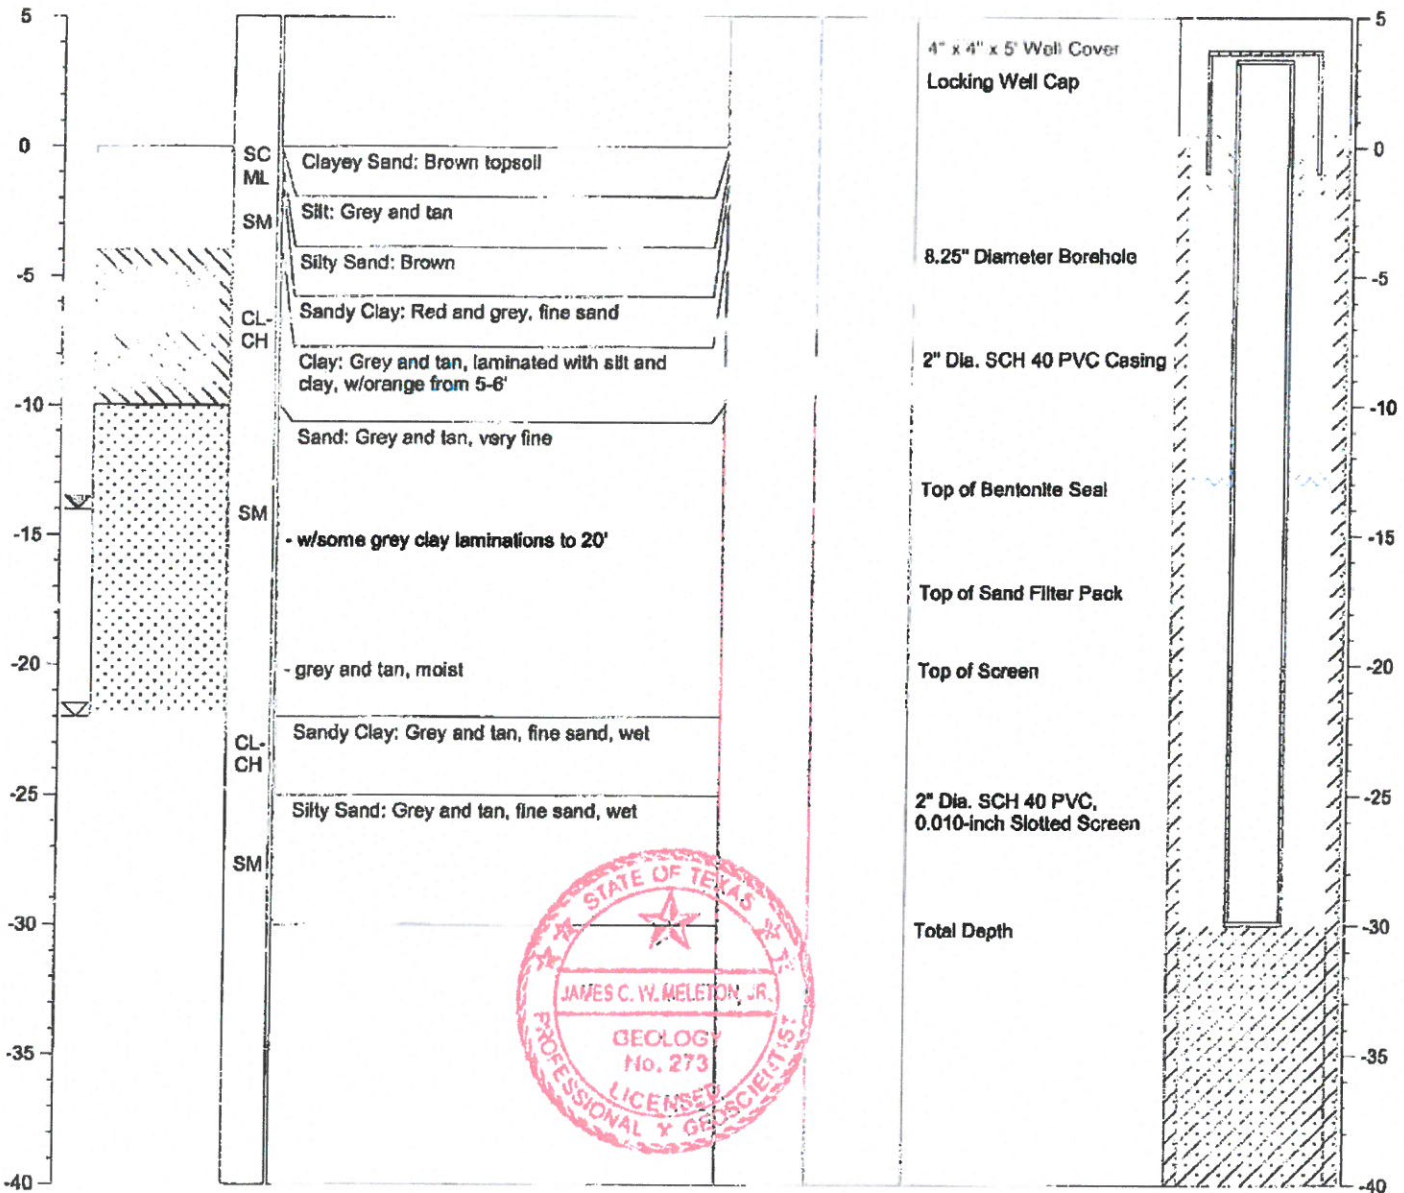 5
5
4" x 4" x 5' Well Cover
Locking Well Cap
0
SC
ML
Clayey Sand: Brown topsoil
0
SM
Silt: Grey and tan
Silty Sand: Brown
8.25" Diameter Borehole
-5
-5
Sandy Clay: Red and grey, fine sand
CL-
CH
Clay: Grey and tan, laminated with silt and
clay, w/orange from 5-6'
2" Dia. SCH 40 PVC Casing
-10
-10
Sand: Grey and tan, very fine
Top of Bentonite Seal
SM
-15
- w/some grey clay laminations to 20'
-15
Top of Sand Filter Pack
-20
- grey and tan, moist
Top of Screen
-20
Sandy Clay: Grey and tan, fine sand, wet
CL-
CH
-25
Silty Sand: Grey and tan, fine sand, wet
2" Dia. SCH 40 PVC,
0.010-inch Slotted Screen
-25
SM
-30
Total Depth
-30
STATE OF TEXAS
JAMES C. W. MELETON, JR.
GEOLOGY
No. 273
LICENSED
PROFESSIONAL GEOSCIENTIST
-35
-35
-40
-40